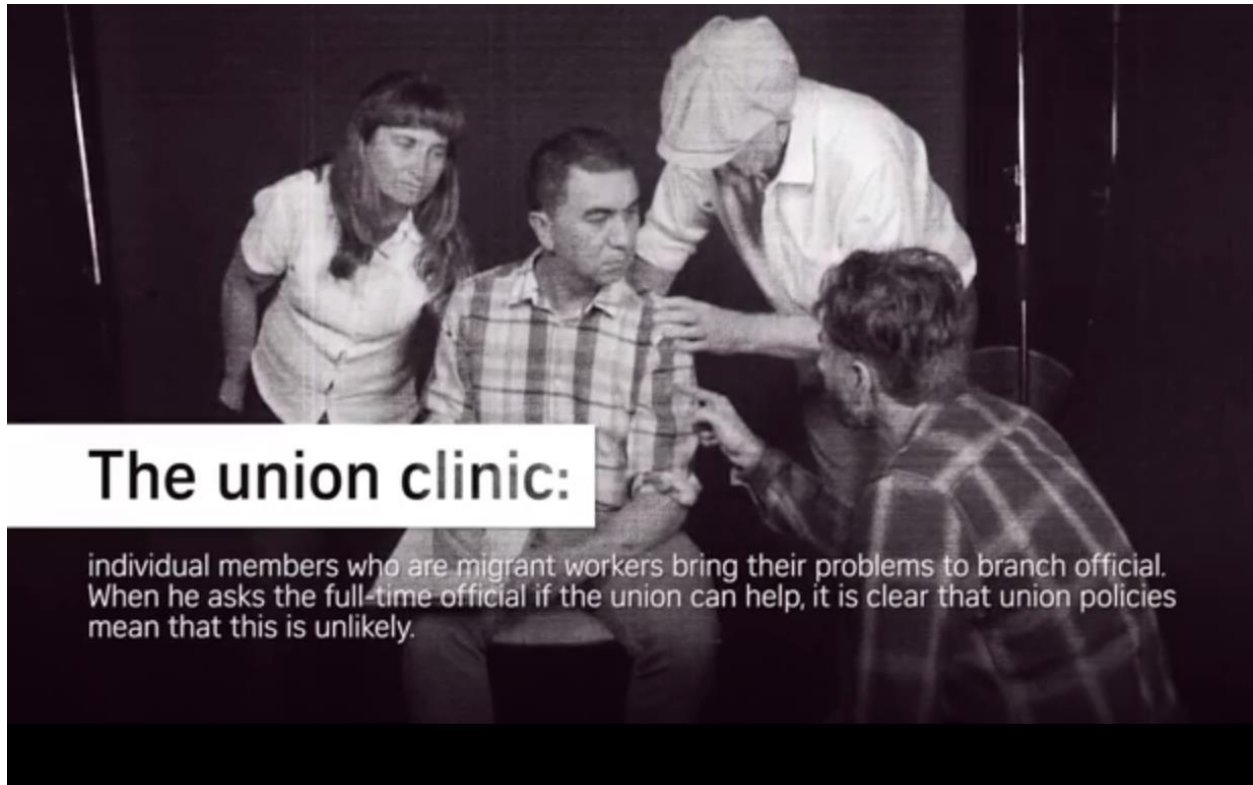 The union clinic:
individual members who are migrant workers bring their problems to branch official.
When he asks the full-time official if the union can help, it is clear that union policies
mean that this is unlikely.